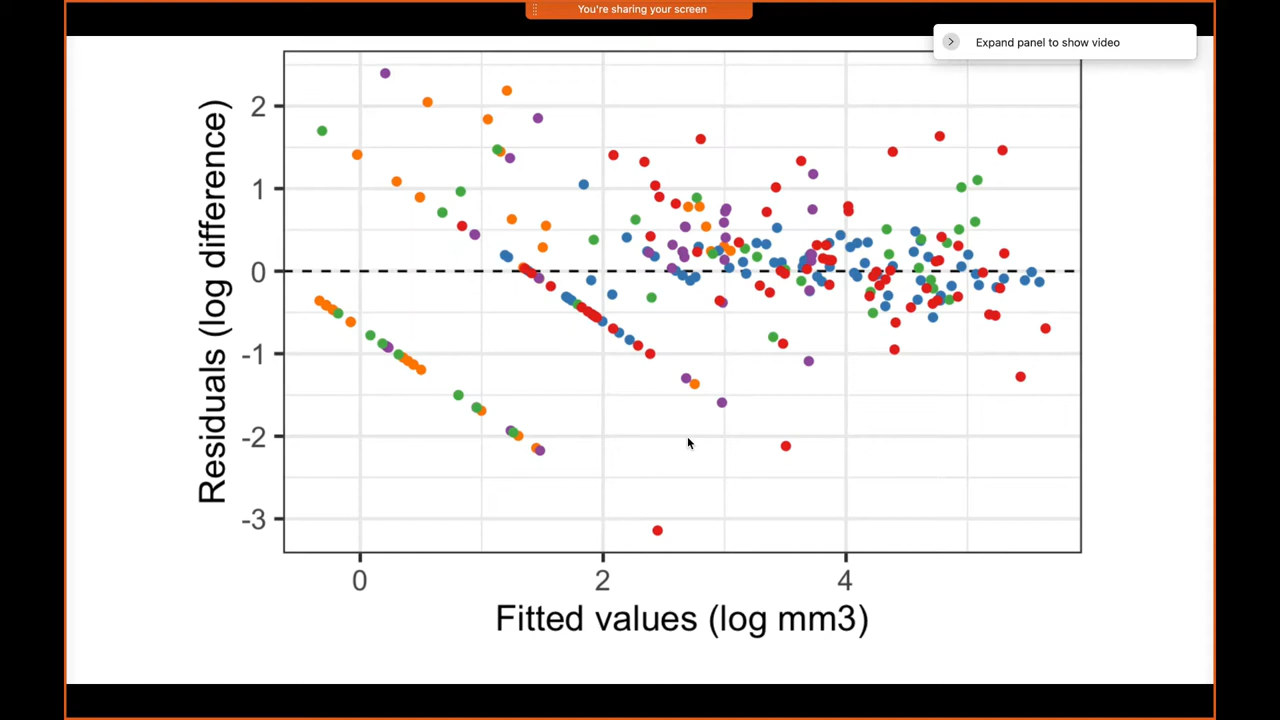 You're sharing your screen
Expand panel to show video
Residuals (log difference)
2
1
0
-1
-2
-3
0
2
4
Fitted values (log mm3)